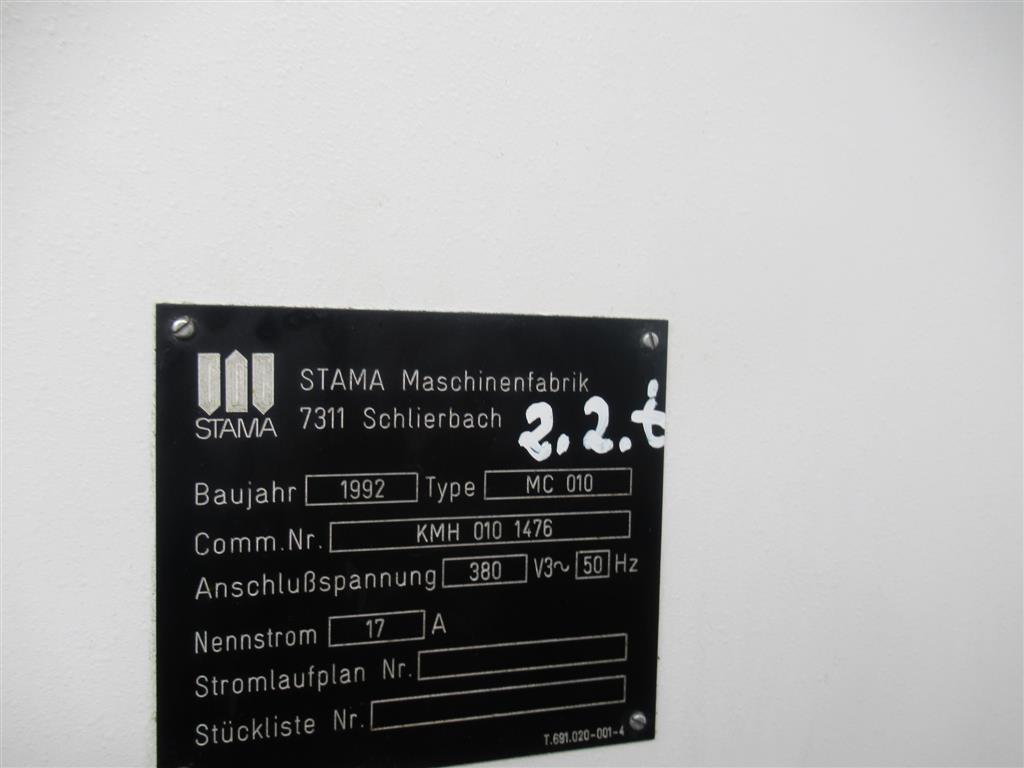 STAMA
STAMA Maschinenfabrik
7311 Schlierbach
2.2.t
Baujahr 1992 Type MC 010
Comm.Nr. KMH 010 1476
Anschlußspannung 380 V3~ 50 Hz
Nennstrom 17 A
Stromlaufplan Nr.
Stückliste Nr.
T.691.020-001-4